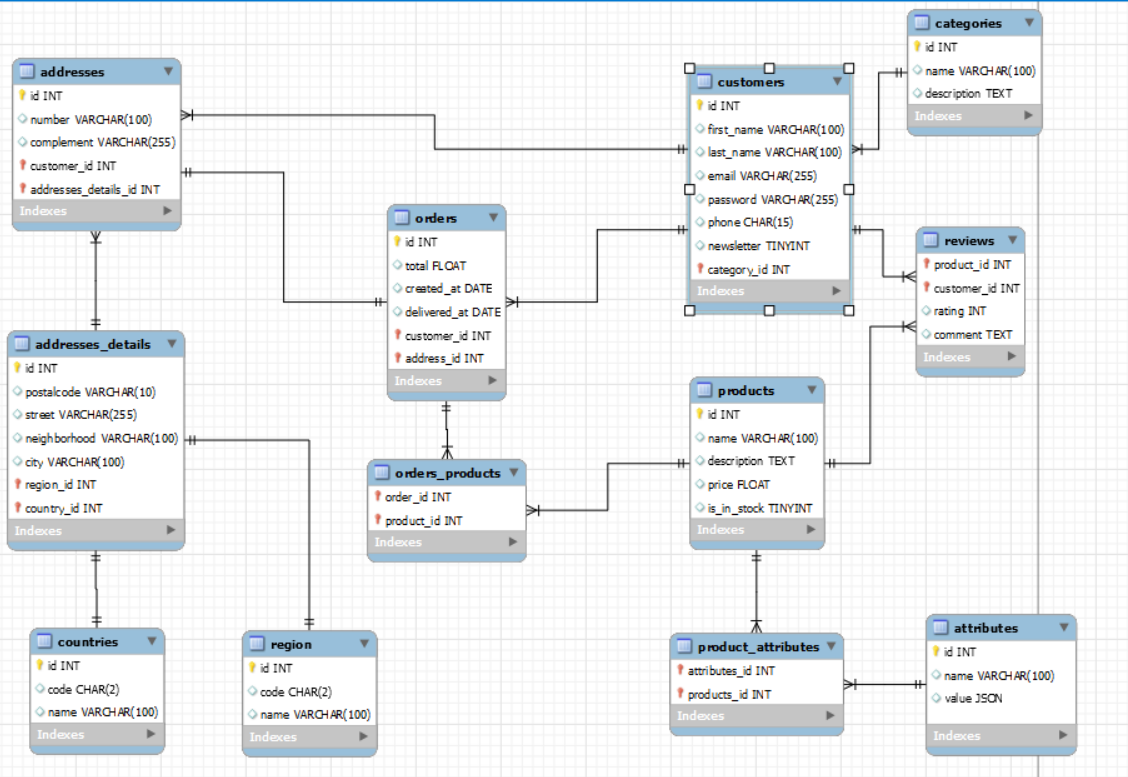 categories
id INT
name VARCHAR(100)
description TEXT
Indexes
addresses
id INT
number VARCHAR(100)
complement VARCHAR(255)
customer_id INT
addresses_details_id INT
Indexes
customers
id INT
first_name VARCHAR(100)
last_name VARCHAR(100)
email VARCHAR(255)
password VARCHAR(255)
phone CHAR(15)
newsletter TINYINT
category_id INT
Indexes
orders
id INT
total FLOAT
created_at DATE
delivered_at DATE
customer_id INT
address_id INT
Indexes
reviews
product_id INT
customer_id INT
rating INT
comment TEXT
Indexes
addresses_details
id INT
postalcode VARCHAR(10)
street VARCHAR(255)
neighborhood VARCHAR(100)
city VARCHAR(100)
region_id INT
country_id INT
Indexes
products
id INT
name VARCHAR(100)
description TEXT
price FLOAT
is_in_stock TINYINT
Indexes
orders_products
order_id INT
product_id INT
Indexes
countries
id INT
code CHAR(2)
name VARCHAR(100)
Indexes
region
id INT
code CHAR(2)
name VARCHAR(100)
Indexes
product_attributes
attributes_id INT
products_id INT
Indexes
attributes
id INT
name VARCHAR(100)
value JSON
Indexes